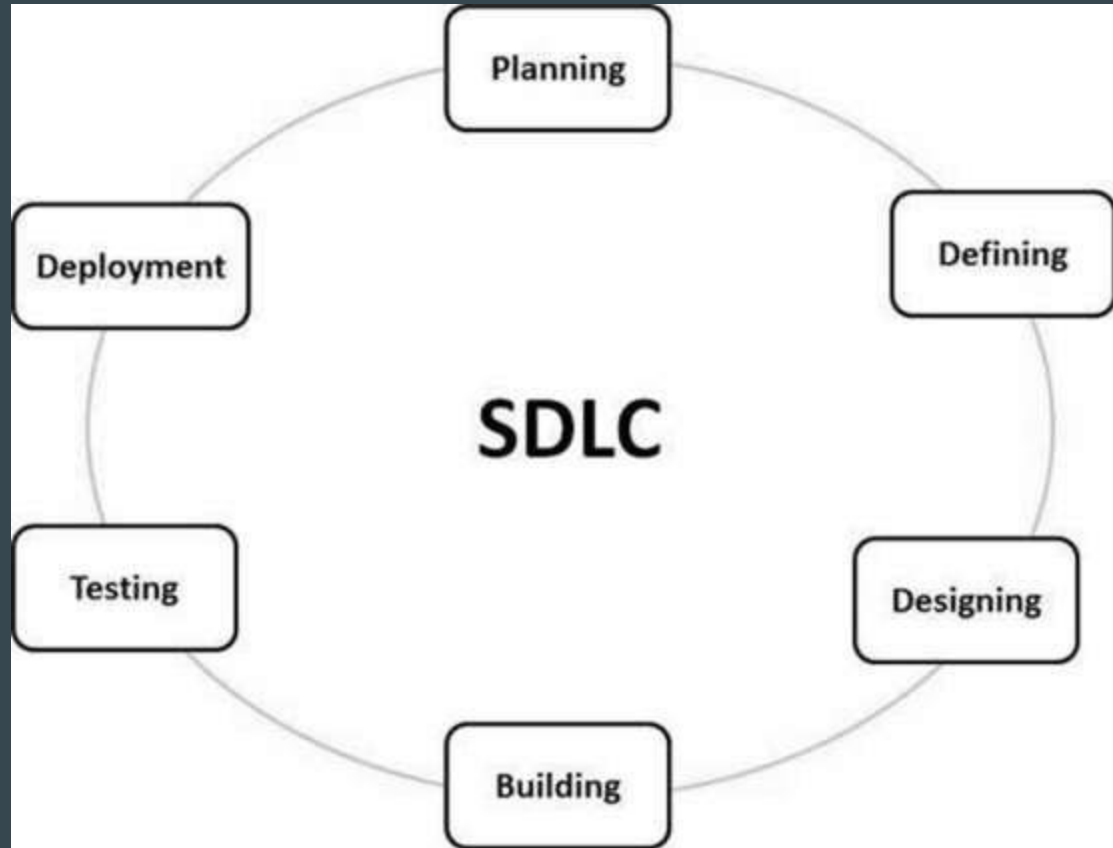 Planning
Defining
Designing
Building
Testing
Deployment
SDLC